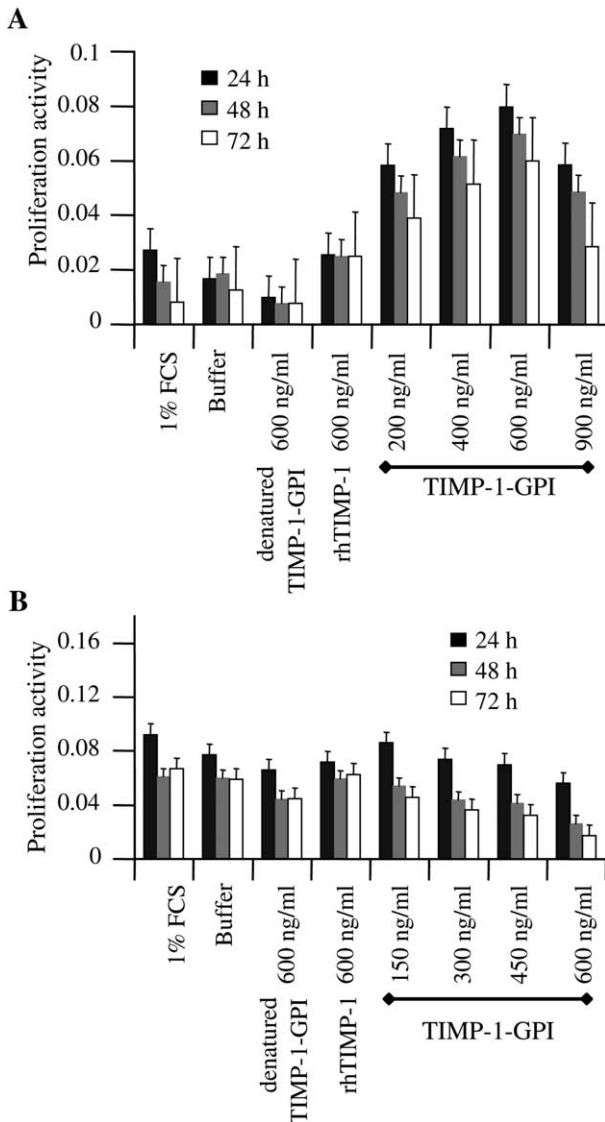 A
Proliferation activity
0.1
0.08
0.06
0.04
0.02
0
24 h
48 h
72 h
1% FCS
Buffer
denatured
TIMP-1-GPI
600 ng/ml
rhTIMP-1
600 ng/ml
200 ng/ml
400 ng/ml
600 ng/ml
900 ng/ml
TIMP-1-GPI
B
Proliferation activity
0.16
0.12
0.08
0.04
0
24 h
48 h
72 h
1% FCS
Buffer
denatured
TIMP-1-GPI
600 ng/ml
rhTIMP-1
600 ng/ml
150 ng/ml
300 ng/ml
450 ng/ml
600 ng/ml
TIMP-1-GPI